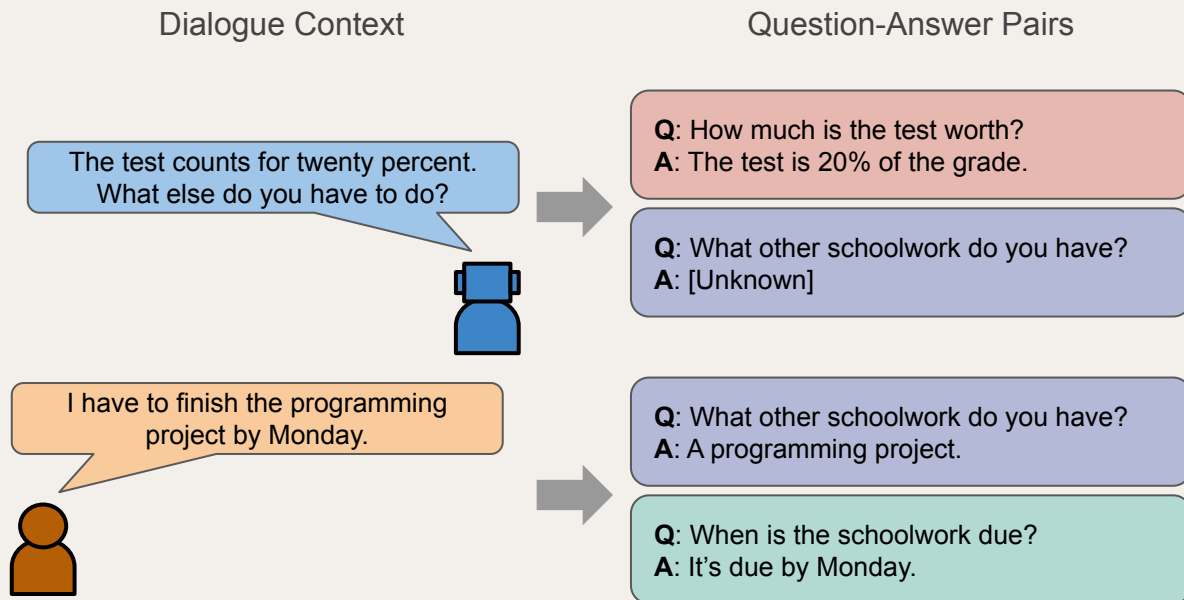 Dialogue Context
Question-Answer Pairs
The test counts for twenty percent.
What else do you have to do?
Q: How much is the test worth?
A: The test is 20% of the grade.
Q: What other schoolwork do you have?
A: [Unknown]
I have to finish the programming
project by Monday.
Q: What other schoolwork do you have?
A: A programming project.
Q: When is the schoolwork due?
A: It’s due by Monday.